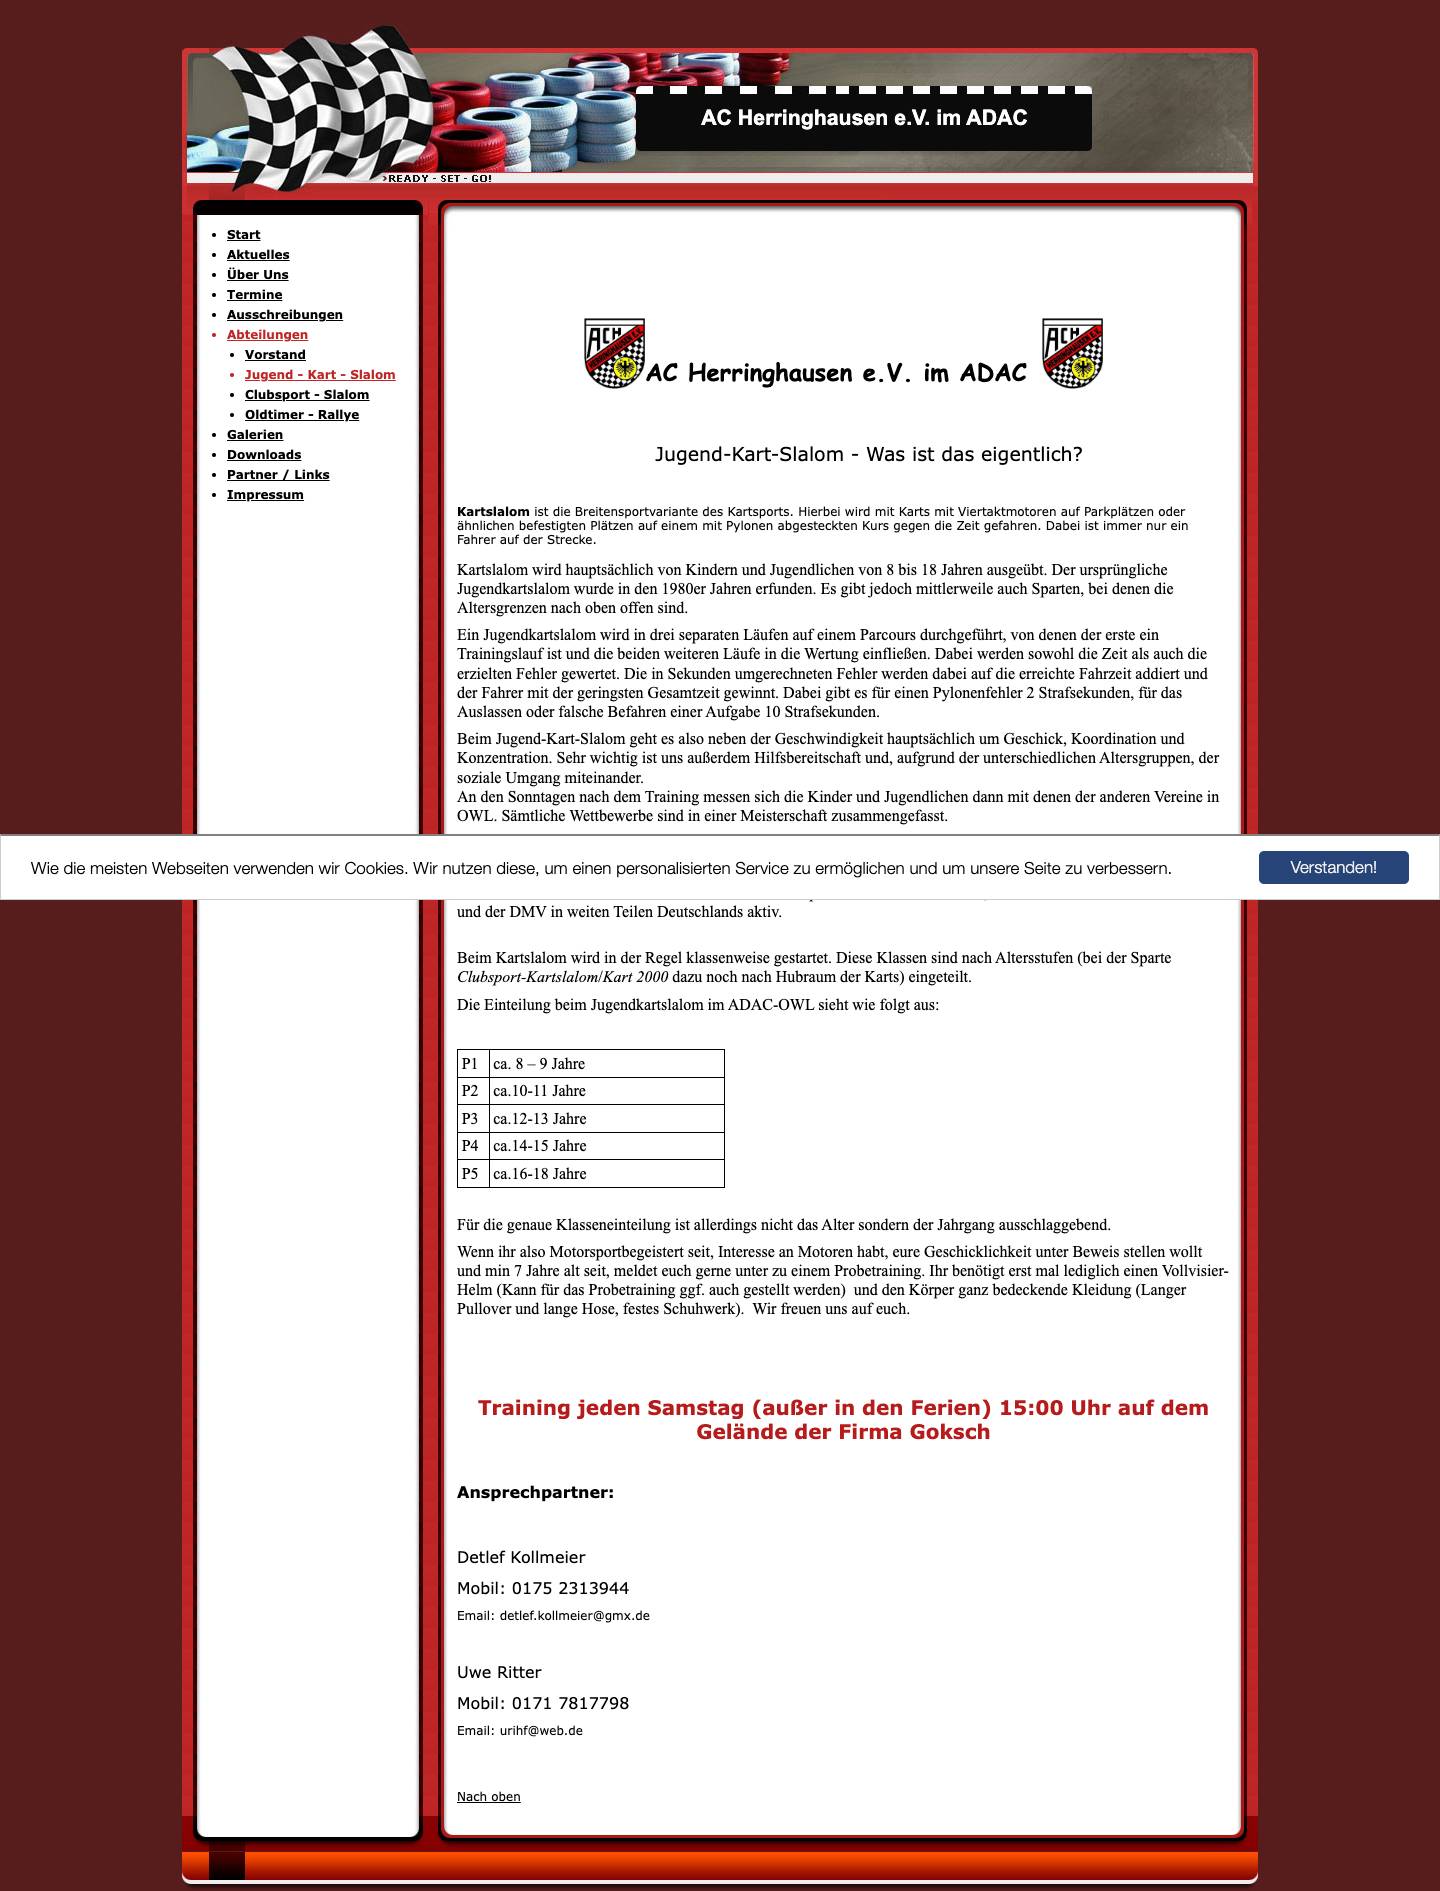 AC Herringhausen e.V. im ADAC
>READY - SET - GO!
Start
Aktuelles
Über Uns
Termine
Ausschreibungen
Abteilungen
Vorstand
Jugend - Kart - Slalom
Clubsport - Slalom
Oldtimer - Rallye
Galerien
Downloads
Partner / Links
Impressum
ACH HERRINGHAUSEN E.V. AC Herringhausen e.V. im ADAC ACH HERRINGHAUSEN E.V.
Jugend-Kart-Slalom - Was ist das eigentlich?
Kartslalom ist die Breitensportvariante des Kartsports. Hierbei wird mit Karts mit Viertaktmotoren auf Parkplätzen oder
ähnlichen befestigten Plätzen auf einem mit Pylonen abgesteckten Kurs gegen die Zeit gefahren. Dabei ist immer nur ein
Fahrer auf der Strecke.
Kartslalom wird hauptsächlich von Kindern und Jugendlichen von 8 bis 18 Jahren ausgeübt. Der ursprüngliche
Jugendkartslalom wurde in den 1980er Jahren erfunden. Es gibt jedoch mittlerweile auch Sparten, bei denen die
Altersgrenzen nach oben offen sind.
Ein Jugendkartslalom wird in drei separaten Läufen auf einem Parcours durchgeführt, von denen der erste ein
Trainingslauf ist und die beiden weiteren Läufe in die Wertung einfließen. Dabei werden sowohl die Zeit als auch die
erzielten Fehler gewertet. Die in Sekunden umgerechneten Fehler werden dabei auf die erreichte Fahrzeit addiert und
der Fahrer mit der geringsten Gesamtzeit gewinnt. Dabei gibt es für einen Pylonenfehler 2 Strafsekunden, für das
Auslassen oder falsche Befahren einer Aufgabe 10 Strafsekunden.
Beim Jugend-Kart-Slalom geht es also neben der Geschwindigkeit hauptsächlich um Geschick, Koordination und
Konzentration. Sehr wichtig ist uns außerdem Hilfsbereitschaft und, aufgrund der unterschiedlichen Altersgruppen, der
soziale Umgang miteinander.
An den Sonntagen nach dem Training messen sich die Kinder und Jugendlichen dann mit denen der anderen Vereine in
OWL. Sämtliche Wettbewerbe sind in einer Meisterschaft zusammengefasst.
Wie die meisten Webseiten verwenden wir Cookies. Wir nutzen diese, um einen personalisierten Service zu ermöglichen und um unsere Seite zu verbessern.
Verstanden!
und der DMV in weiten Teilen Deutschlands aktiv.
Beim Kartslalom wird in der Regel klassenweise gestartet. Diese Klassen sind nach Altersstufen (bei der Sparte
Clubsport-Kartslalom/Kart 2000 dazu noch nach Hubraum der Karts) eingeteilt.
Die Einteilung beim Jugendkartslalom im ADAC-OWL sieht wie folgt aus:
P1 ca. 8 – 9 Jahre
P2 ca.10-11 Jahre
P3 ca.12-13 Jahre
P4 ca.14-15 Jahre
P5 ca.16-18 Jahre
Für die genaue Klasseneinteilung ist allerdings nicht das Alter sondern der Jahrgang ausschlaggebend.
Wenn ihr also Motorsportbegeistert seit, Interesse an Motoren habt, eure Geschicklichkeit unter Beweis stellen wollt
und min 7 Jahre alt seit, meldet euch gerne unter zu einem Probetraining. Ihr benötigt erst mal lediglich einen Vollvisier-
Helm (Kann für das Probetraining ggf. auch gestellt werden)  und den Körper ganz bedeckende Kleidung (Langer
Pullover und lange Hose, festes Schuhwerk).  Wir freuen uns auf euch.
Training jeden Samstag (außer in den Ferien) 15:00 Uhr auf dem
Gelände der Firma Goksch
Ansprechpartner:
Detlef Kollmeier
Mobil: 0175 2313944
Email: detlef.kollmeier@gmx.de
Uwe Ritter
Mobil: 0171 7817798
Email: urihf@web.de
Nach oben